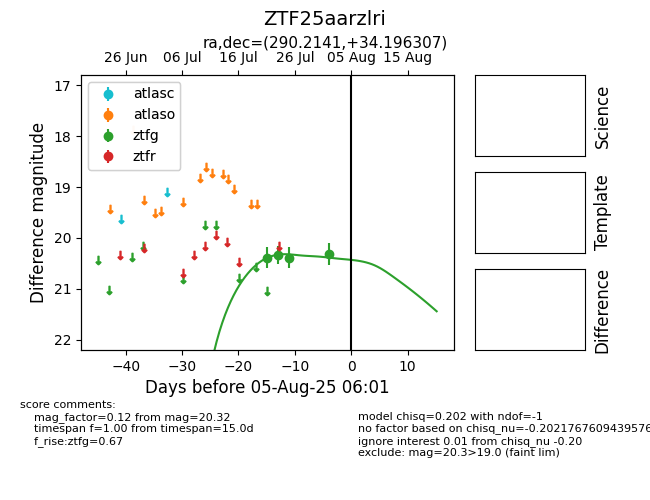 ZTF25aarzlri
ra,dec=(290.2141,+34.196307)
26 Jun 06 Jul 16 Jul 26 Jul 05 Aug 15 Aug
atlasc
atlaso
ztfg
ztfr
17
18
19
20
21
22
Difference magnitude
−40 −30 −20 −10 0 10
Days before 05-Aug-25 06:01
Science
Template
Difference
score comments:
mag_factor=0.12 from mag=20.32
timespan f=1.00 from timespan=15.0d
f_rise:ztfg=0.67
model chisq=0.202 with ndof=-1
no factor based on chisq_nu=-0.2021767609439576
ignore interest 0.01 from chisq_nu -0.20
exclude: mag=20.3>19.0 (faint lim)